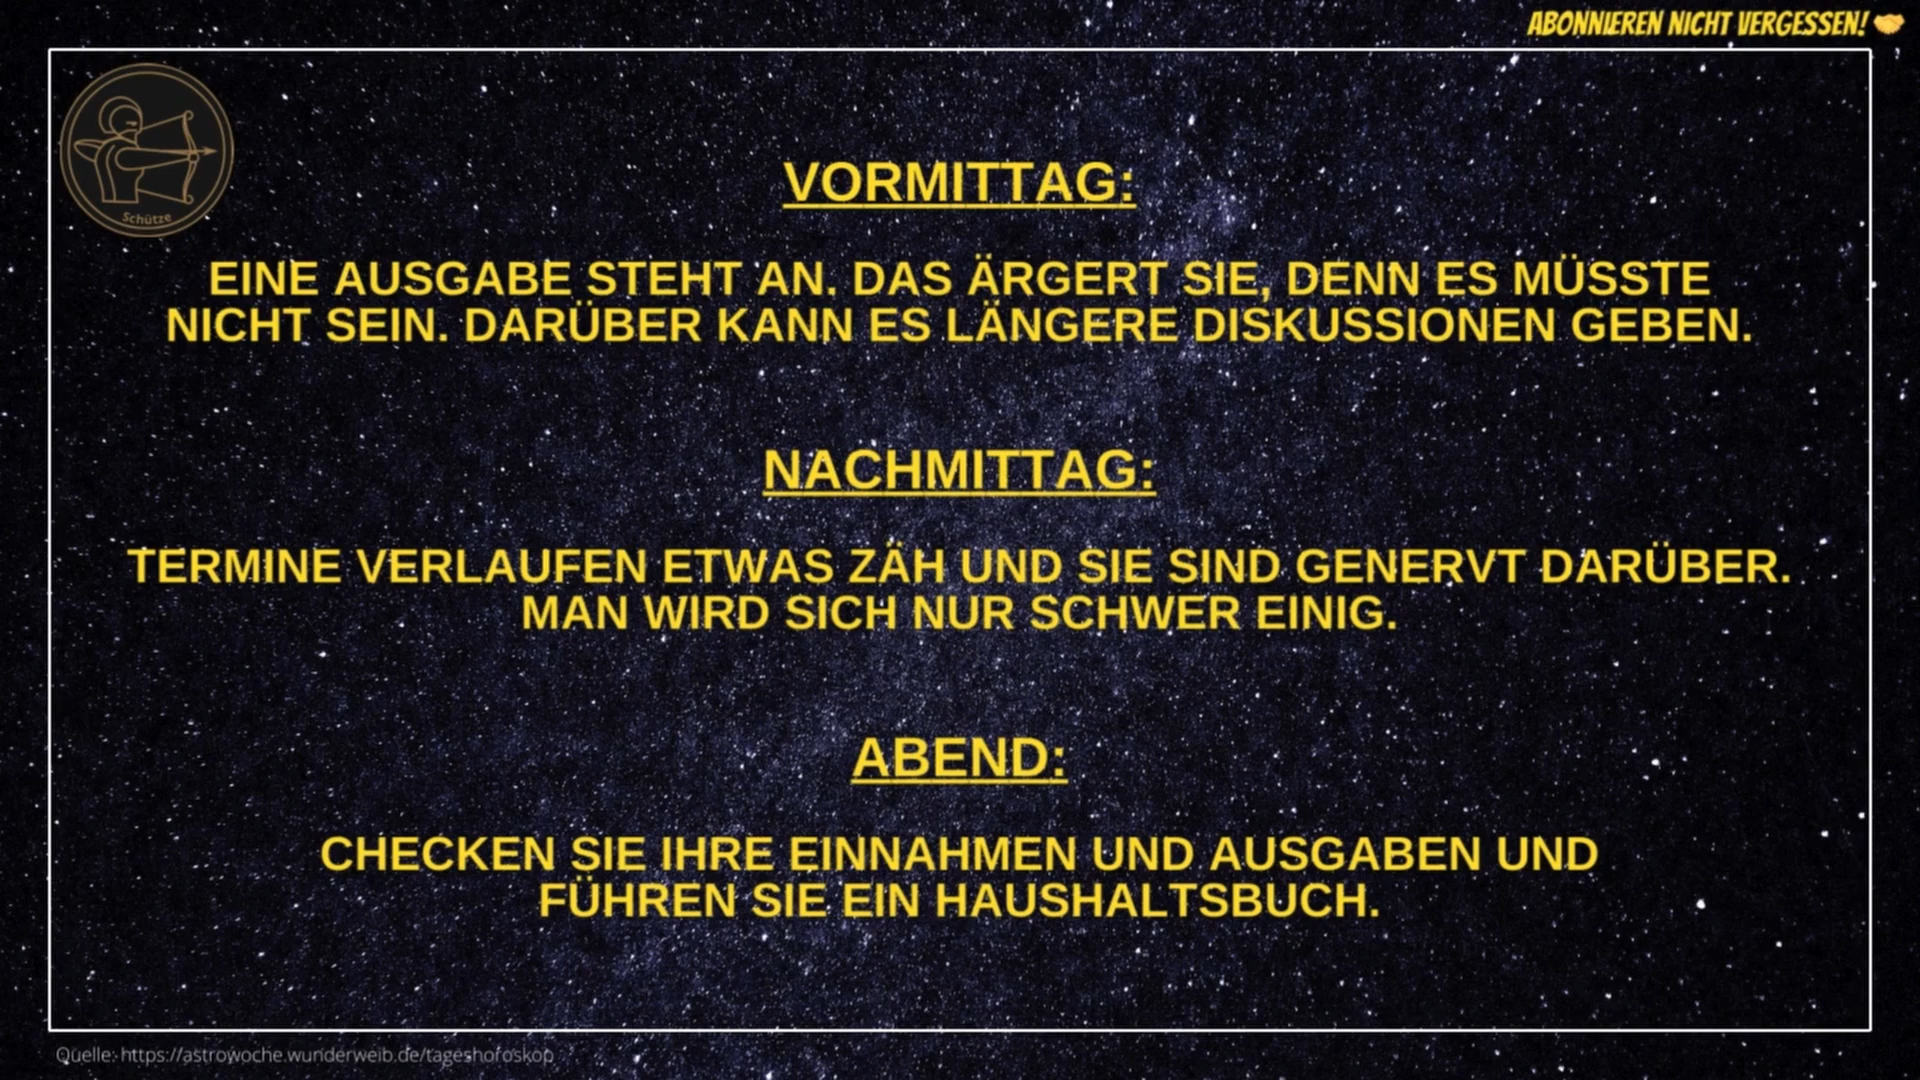 ABONNIEREN NICHT VERGESSEN!
Schütze
VORMITTAG:
EINE AUSGABE STEHT AN. DAS ÄRGERT SIE, DENN ES MÜSSTE
NICHT SEIN. DARÜBER KANN ES LÄNGERE DISKUSSIONEN GEBEN.
NACHMITTAG:
TERMINE VERLAUFEN ETWAS ZÄH UND SIE SIND GENERVT DARÜBER.
MAN WIRD SICH NUR SCHWER EINIG.
ABEND:
CHECKEN SIE IHRE EINNAHMEN UND AUSGABEN UND
FÜHREN SIE EIN HAUSHALTSBUCH.
Quelle: https://astrowoche.wunderweib.de/tageshoroskop